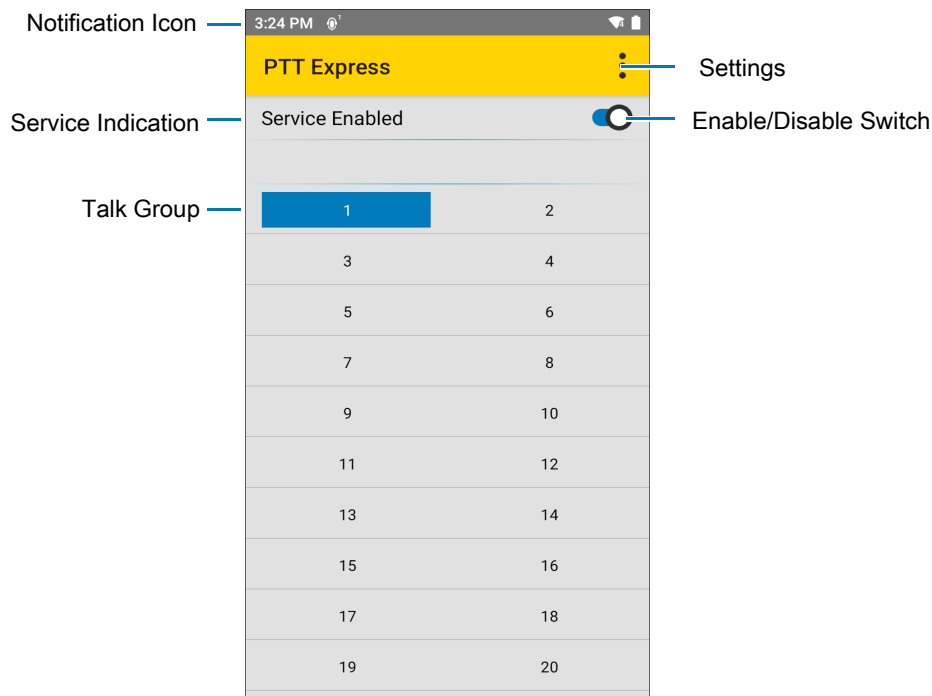 Notification Icon 3:24 PM 1
PTT Express Settings
Service Indication Service Enabled Enable/Disable Switch
Talk Group 1 2
3 4
5 6
7 8
9 10
11 12
13 14
15 16
17 18
19 20